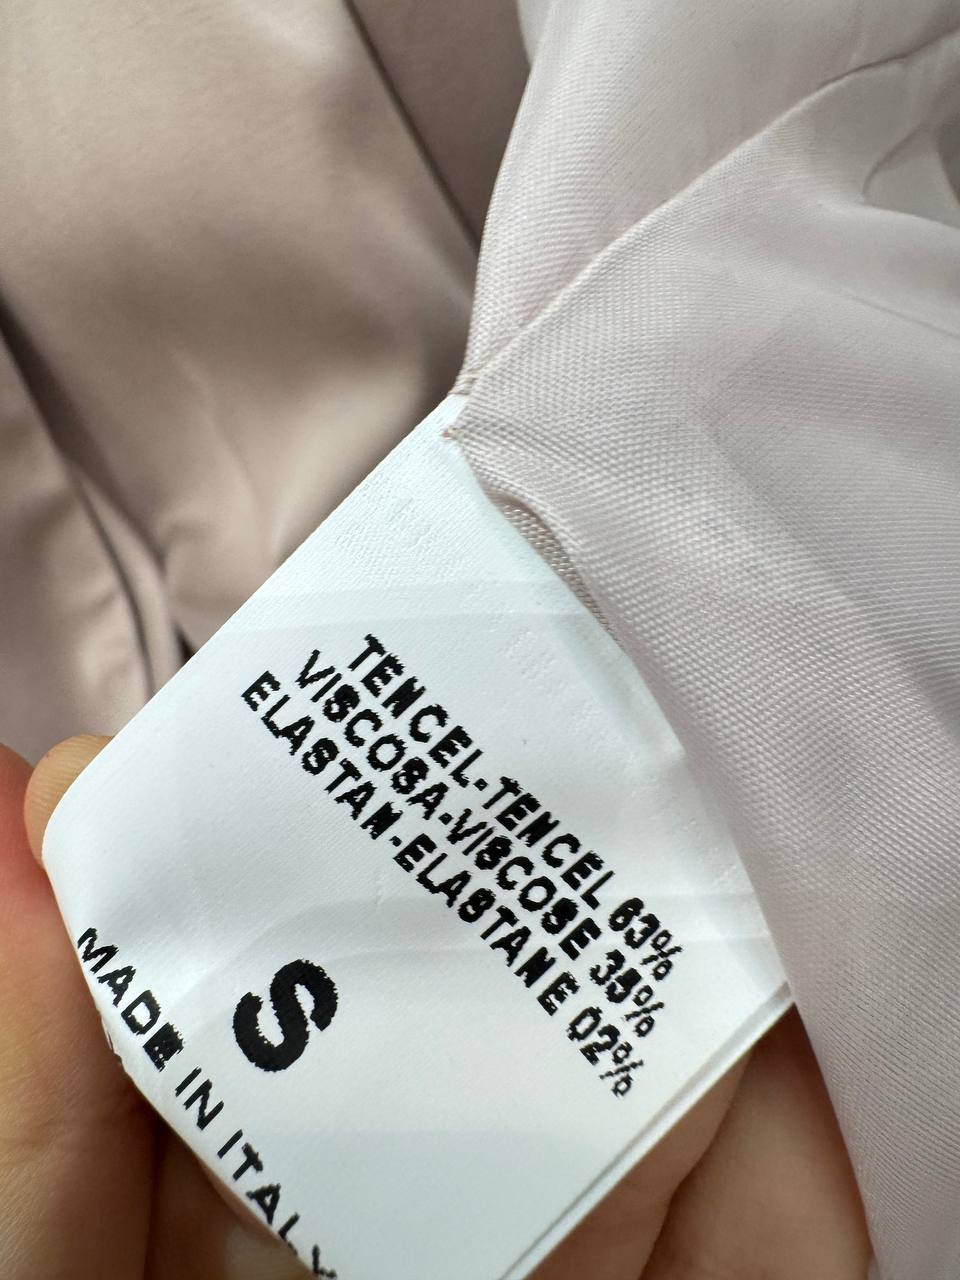 TENCEL-TENCEL 63%
VISCOSA-VISCOSE 35%
ELASTAN-ELASTANE 02%
S
MADE IN ITALY